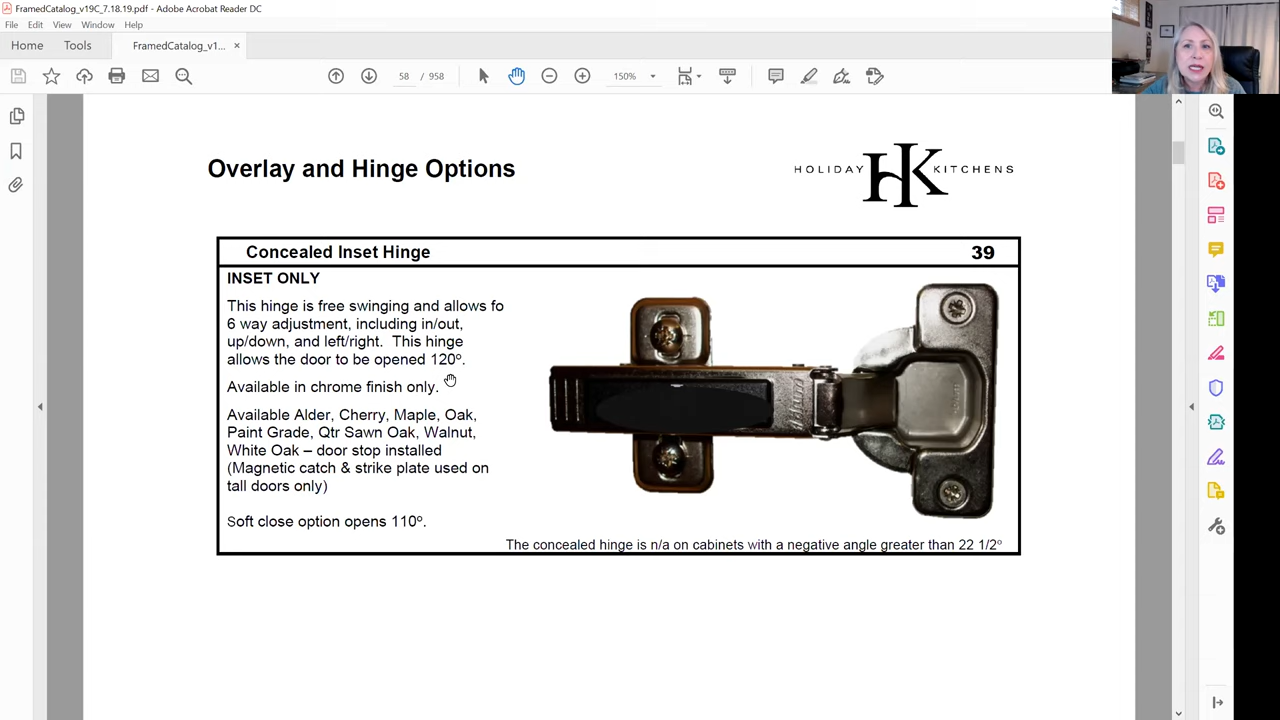 FramedCatalog_v19C_7.18.19.pdf - Adobe Acrobat Reader DC
File Edit View Window Help
Home Tools FramedCatalog_v1... ×
58 / 958 150%
Overlay and Hinge Options
HOLIDAY HK KITCHENS
Concealed Inset Hinge 39
INSET ONLY
This hinge is free swinging and allows fo
6 way adjustment, including in/out,
up/down, and left/right. This hinge
allows the door to be opened 120º.
Available in chrome finish only.
Available Alder, Cherry, Maple, Oak,
Paint Grade, Qtr Sawn Oak, Walnut,
White Oak – door stop installed
(Magnetic catch & strike plate used on
tall doors only)
Soft close option opens 110º.
The concealed hinge is n/a on cabinets with a negative angle greater than 22 1/2º